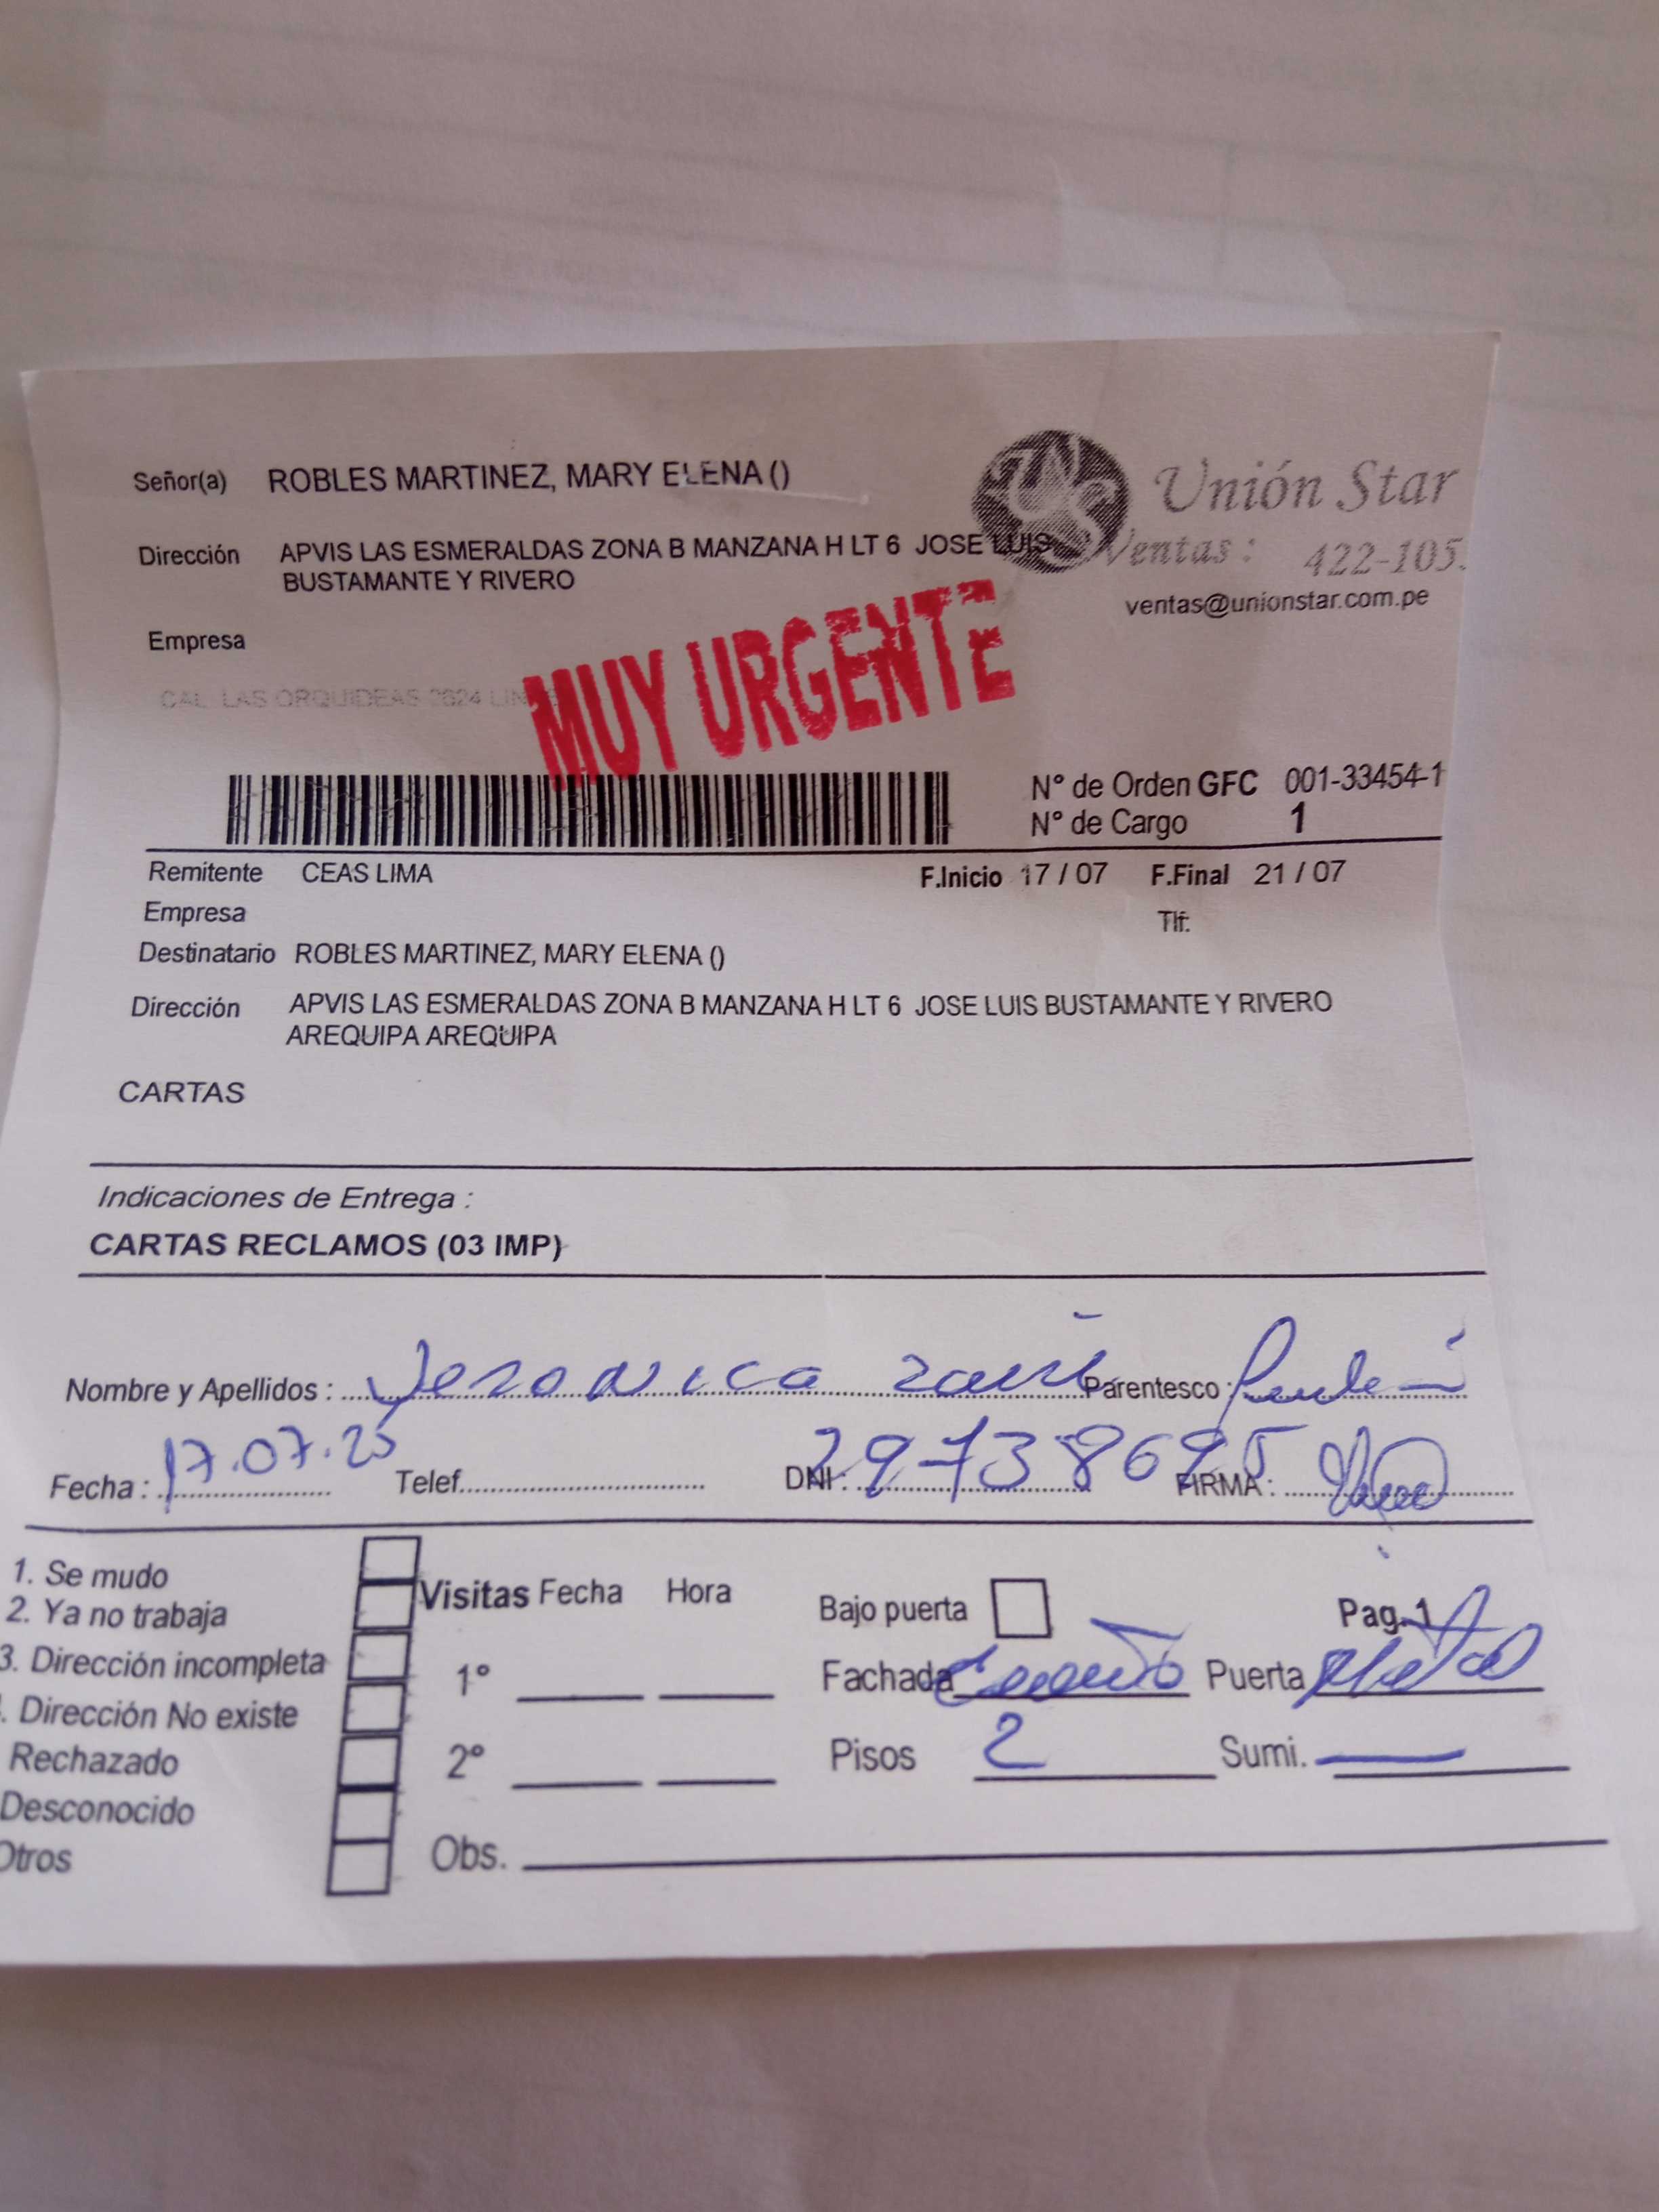 Señor(a) ROBLES MARTINEZ, MARY ELENA ()
Unión Star
Dirección APVIS LAS ESMERALDAS ZONA B MANZANA H LT 6 JOSE LUIS
BUSTAMANTE Y RIVERO
Ventas : 422-105
ventas@unionstar.com.pe
Empresa
CAL. LAS ORQUIDEAS 2624
MUY URGENTE
N° de Orden GFC 001-33454-1
N° de Cargo 1
Remitente CEAS LIMA F.Inicio 17 / 07 F.Final 21 / 07
Empresa Tlf:
Destinatario ROBLES MARTINEZ, MARY ELENA ()
Dirección APVIS LAS ESMERALDAS ZONA B MANZANA H LT 6 JOSE LUIS BUSTAMANTE Y RIVERO
AREQUIPA AREQUIPA
CARTAS
Indicaciones de Entrega :
CARTAS RECLAMOS (03 IMP)
Nombre y Apellidos : Veronica Parentesco :
Fecha : 17.07.25 Telef. DNI : 29738695 FIRMA :
1. Se mudo
2. Ya no trabaja
3. Dirección incompleta
. Dirección No existe
Rechazado
Desconocido
Otros
Visitas Fecha Hora
1°
2°
Obs.
Bajo puerta Pag. 1
Fachada Puerta
Pisos 2 Sumi. —